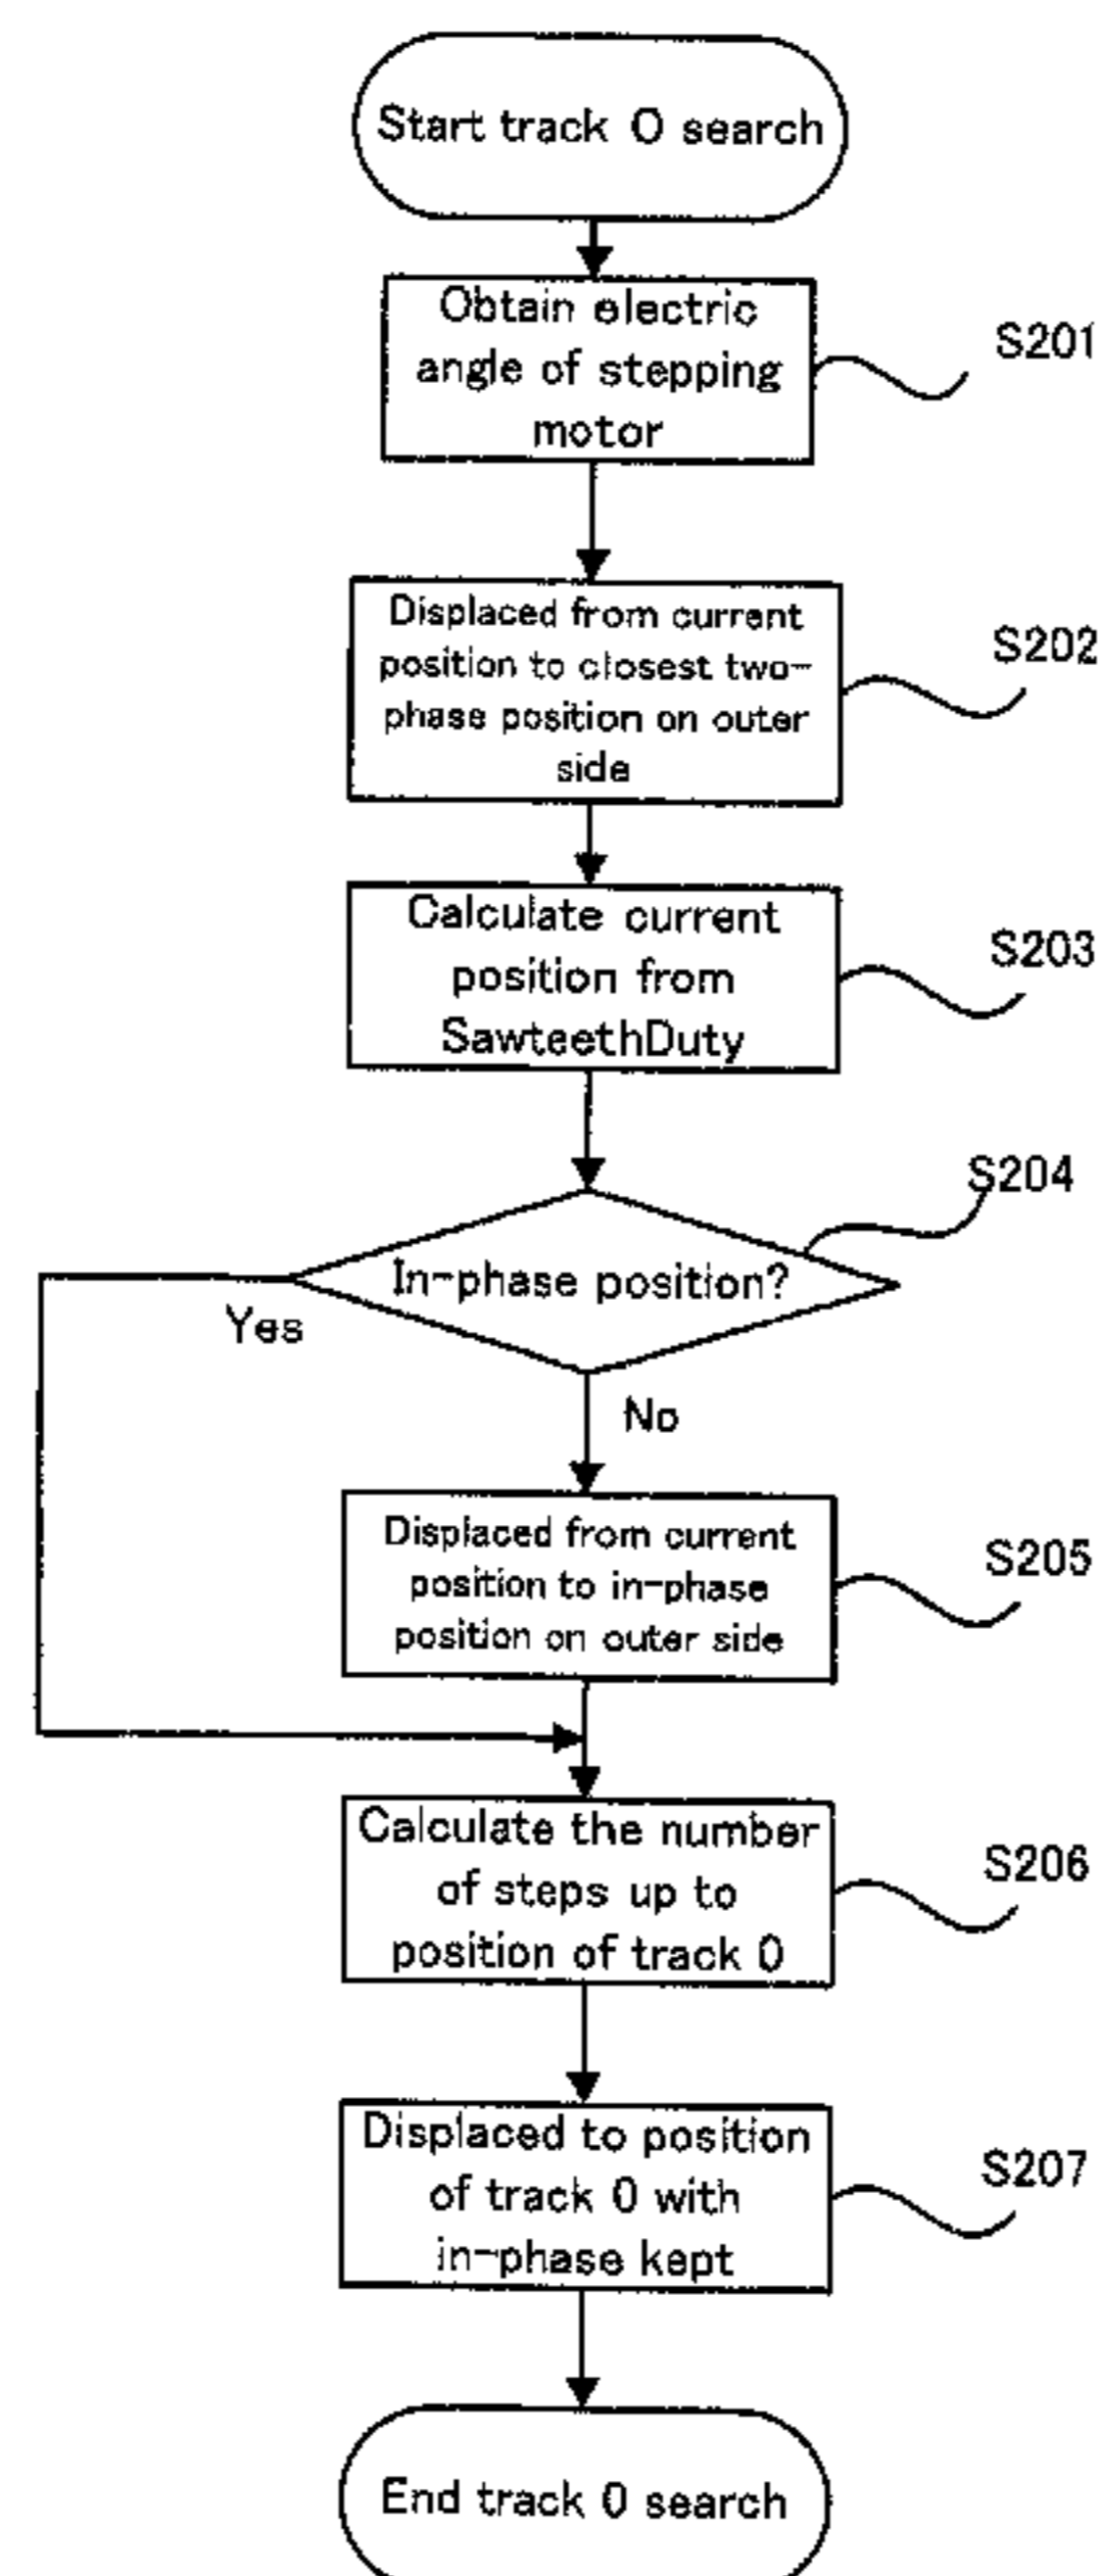 Start track 0 search
Obtain electric
angle of stepping
motor
S201
Displaced from current
position to closest two-
phase position on outer
side
S202
Calculate current
position from
SawteethDuty
S203
S204
In-phase position?
Yes
No
Displaced from current
position to in-phase
position on outer side
S205
Calculate the number
of steps up to
position of track 0
S206
Displaced to position
of track 0 with
in-phase kept
S207
End track 0 search